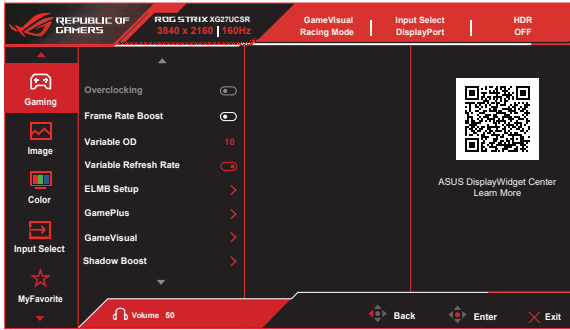 REPUBLIC OF
GAMERS
ROG STRIX XG27UCSR
3840 x 2160 160Hz
GameVisual
Racing Mode
Input Select
DisplayPort
HDR
OFF
Gaming
Image
Color
Input Select
MyFavorite
Overclocking
Frame Rate Boost
Variable OD 10
Variable Refresh Rate
ELMB Setup
GamePlus
GameVisual
Shadow Boost
ASUS DisplayWidget Center
Learn More
Volume 50
Back
Enter
Exit